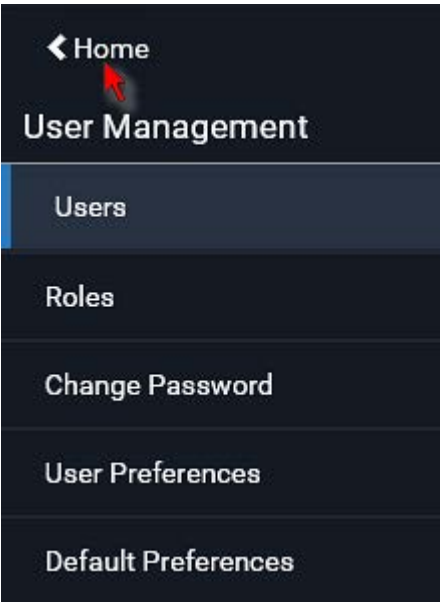 Home
User Management
Users
Roles
Change Password
User Preferences
Default Preferences